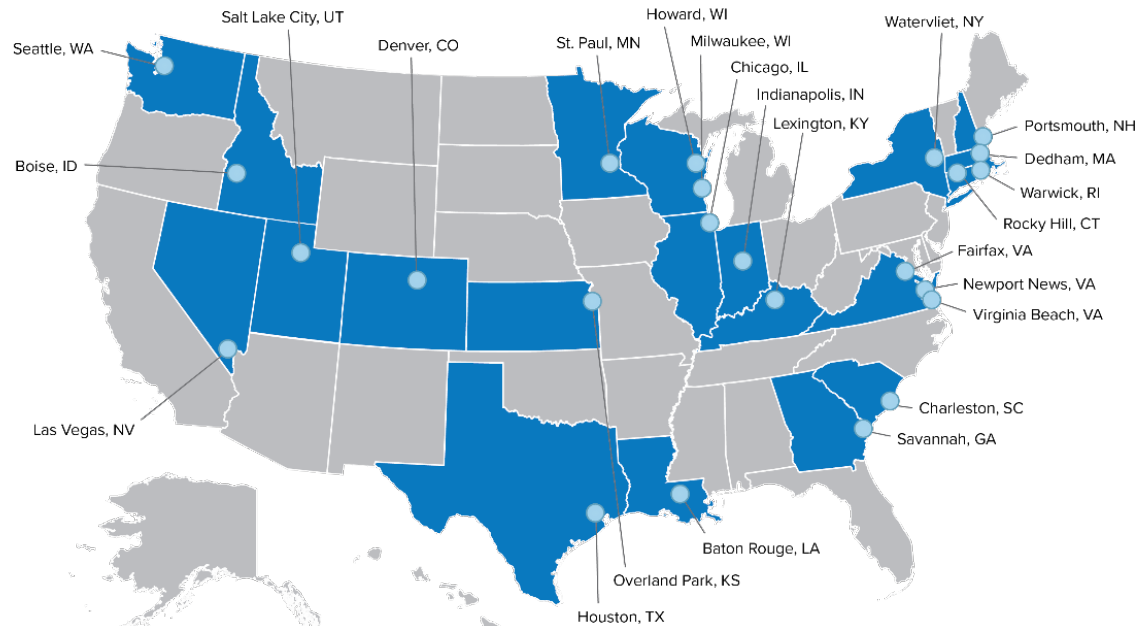 Salt Lake City, UT
Howard, WI
Watervliet, NY
Seattle, WA
Denver, CO
St. Paul, MN
Milwaukee, WI
Chicago, IL
Indianapolis, IN
Lexington, KY
Portsmouth, NH
Boise, ID
Dedham, MA
Warwick, RI
Rocky Hill, CT
Fairfax, VA
Newport News, VA
Virginia Beach, VA
Charleston, SC
Las Vegas, NV
Savannah, GA
Baton Rouge, LA
Overland Park, KS
Houston, TX